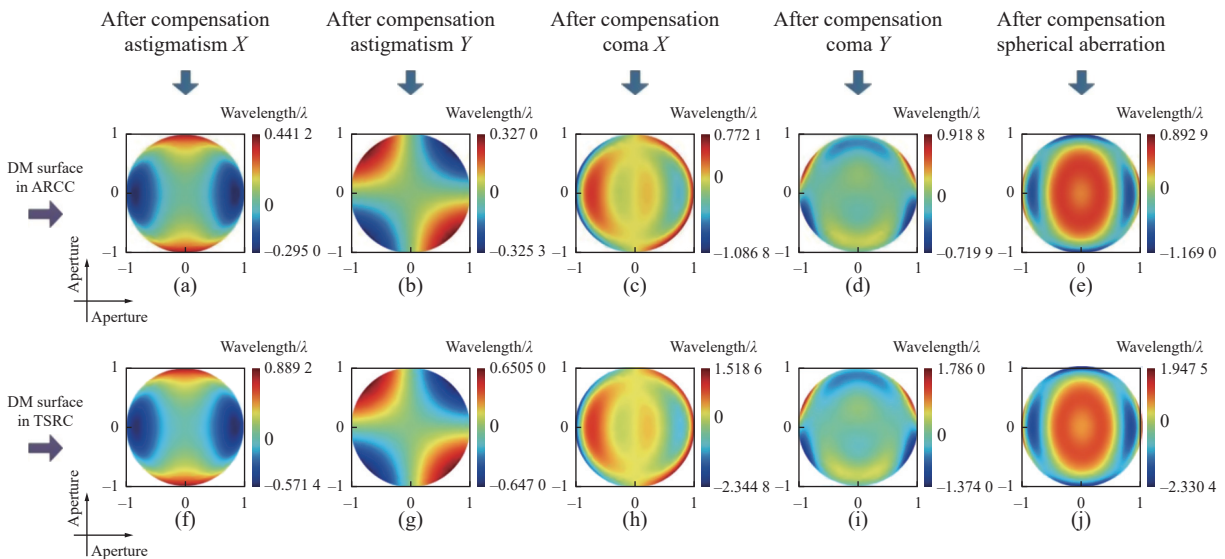 After compensation
astigmatism X
After compensation
astigmatism Y
After compensation
coma X
After compensation
coma Y
After compensation
spherical aberration
DM surface
in ARCC
Aperture
Aperture
Wavelength/λ
1
0
−1
−1 0 1
0.441 2
0
−0.295 0
(a)
Wavelength/λ
1
0
−1
−1 0 1
0.327 0
0
−0.325 3
(b)
Wavelength/λ
1
0
−1
−1 0 1
0.772 1
0
−1.086 8
(c)
Wavelength/λ
1
0
−1
−1 0 1
0.918 8
0
−0.719 9
(d)
Wavelength/λ
1
0
−1
−1 0 1
0.892 9
0
−1.169 0
(e)
DM surface
in TSRC
Aperture
Aperture
Wavelength/λ
1
0
−1
−1 0 1
0.889 2
0
−0.571 4
(f)
Wavelength/λ
1
0
−1
−1 0 1
0.6505 0
0
−0.647 0
(g)
Wavelength/λ
1
0
−1
−1 0 1
1.518 6
0
−2.344 8
(h)
Wavelength/λ
1
0
−1
−1 0 1
1.786 0
0
−1.374 0
(i)
Wavelength/λ
1
0
−1
−1 0 1
1.947 5
0
−2.330 4
(j)